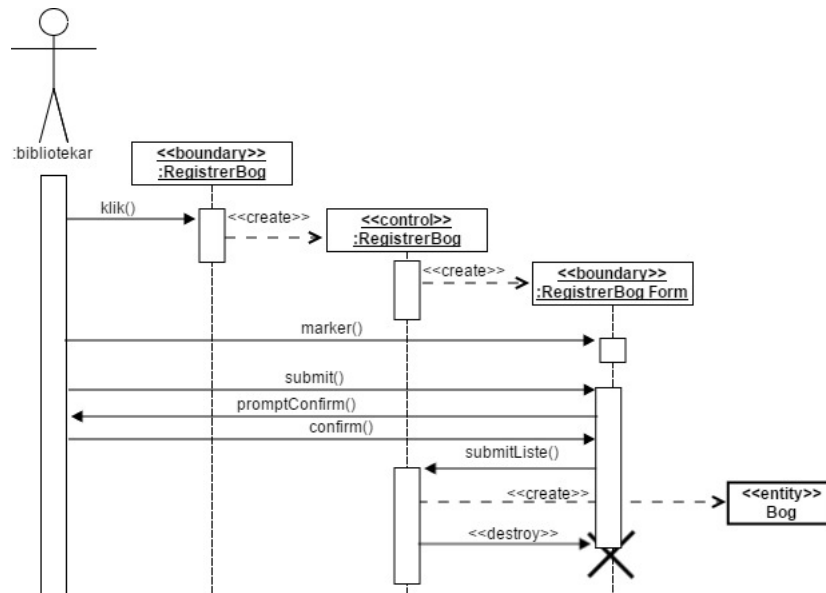 :bibliotekar
<<boundary>>
:RegistrerBog
klik()
<<create>>
<<control>>
:RegistrerBog
<<create>>
<<boundary>>
:RegistrerBog Form
marker()
submit()
promptConfirm()
confirm()
submitListe()
<<create>>
<<entity>>
Bog
<<destroy>>